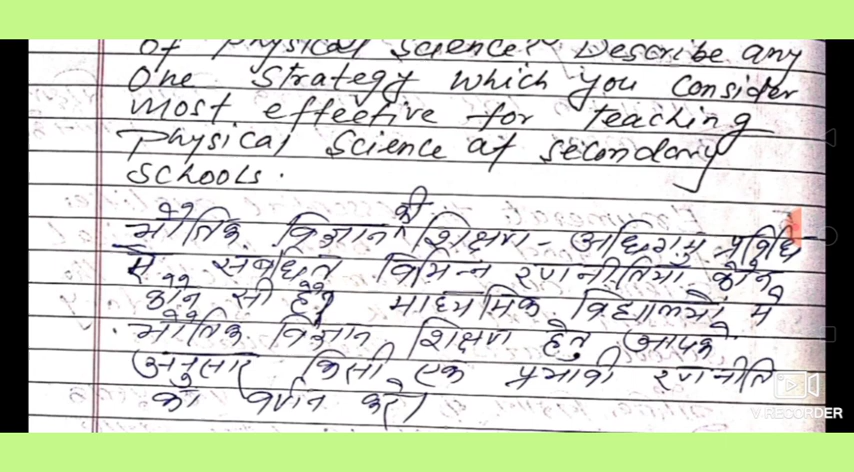 of Physical Science? Describe any
one Strategy which you consider
most effective for teaching
Physical Science at secondary
Schools.
भौतिक विज्ञान की शिक्षण-अधिगम प्रविधि
से संबंधित विभिन्न रणनीतियाँ कौन
कौन सी हैं? माध्यमिक विद्यालयों में
भौतिक विज्ञान शिक्षण हेतु आपके
अनुसार किसी एक प्रभावी रणनीति
का वर्णन करें।
V RECORDER